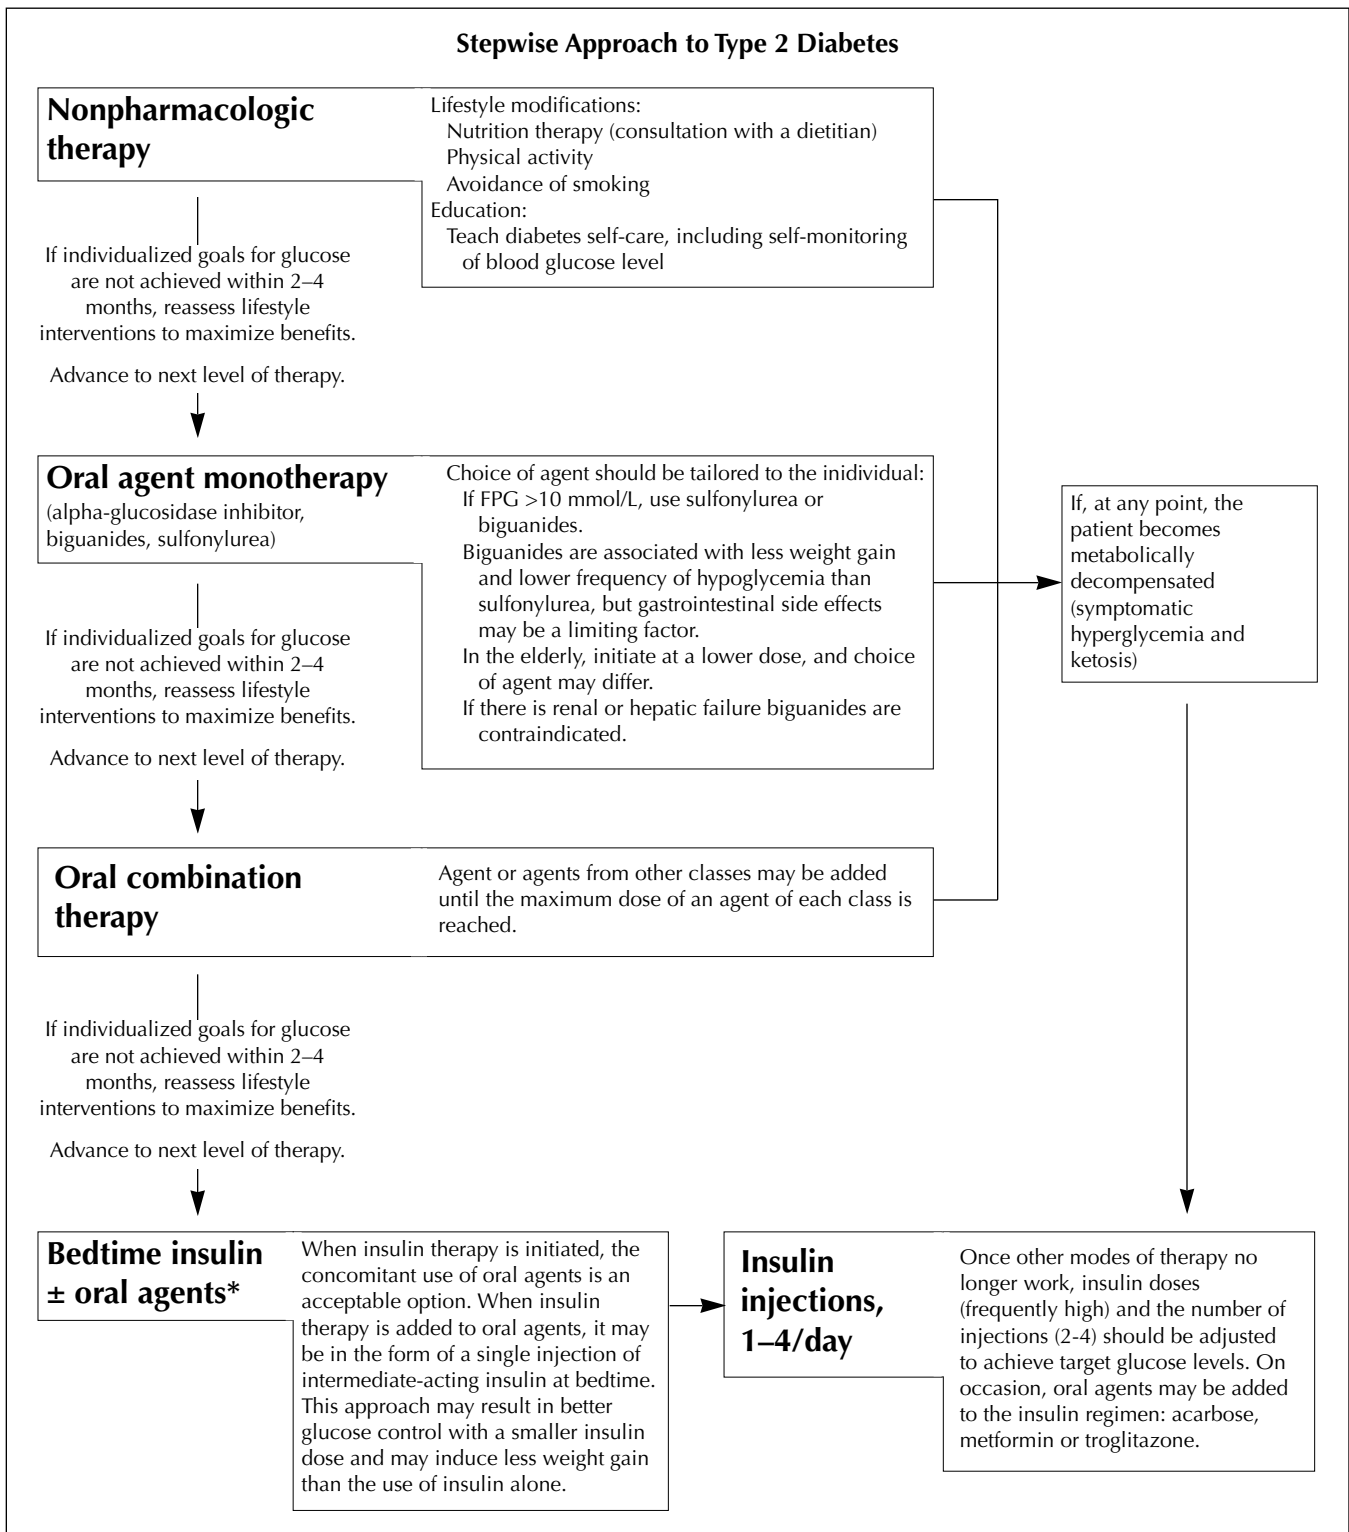 Stepwise Approach to Type 2 Diabetes
Nonpharmacologic
therapy
Lifestyle modifications:
Nutrition therapy (consultation with a dietitian)
Physical activity
Avoidance of smoking
Education:
Teach diabetes self-care, including self-monitoring
of blood glucose level
If individualized goals for glucose
are not achieved within 2–4
months, reassess lifestyle
interventions to maximize benefits.
Advance to next level of therapy.
Oral agent monotherapy
(alpha-glucosidase inhibitor,
biguanides, sulfonylurea)
Choice of agent should be tailored to the inidividual:
If FPG >10 mmol/L, use sulfonylurea or
biguanides.
Biguanides are associated with less weight gain
and lower frequency of hypoglycemia than
sulfonylurea, but gastrointestinal side effects
may be a limiting factor.
In the elderly, initiate at a lower dose, and choice
of agent may differ.
If there is renal or hepatic failure biguanides are
contraindicated.
If, at any point, the
patient becomes
metabolically
decompensated
(symptomatic
hyperglycemia and
ketosis)
If individualized goals for glucose
are not achieved within 2–4
months, reassess lifestyle
interventions to maximize benefits.
Advance to next level of therapy.
Oral combination
therapy
Agent or agents from other classes may be added
until the maximum dose of an agent of each class is
reached.
If individualized goals for glucose
are not achieved within 2–4
months, reassess lifestyle
interventions to maximize benefits.
Advance to next level of therapy.
Bedtime insulin
± oral agents*
When insulin therapy is initiated, the
concomitant use of oral agents is an
acceptable option. When insulin
therapy is added to oral agents, it may
be in the form of a single injection of
intermediate-acting insulin at bedtime.
This approach may result in better
glucose control with a smaller insulin
dose and may induce less weight gain
than the use of insulin alone.
Insulin
injections,
1–4/day
Once other modes of therapy no
longer work, insulin doses
(frequently high) and the number of
injections (2-4) should be adjusted
to achieve target glucose levels. On
occasion, oral agents may be added
to the insulin regimen: acarbose,
metformin or troglitazone.